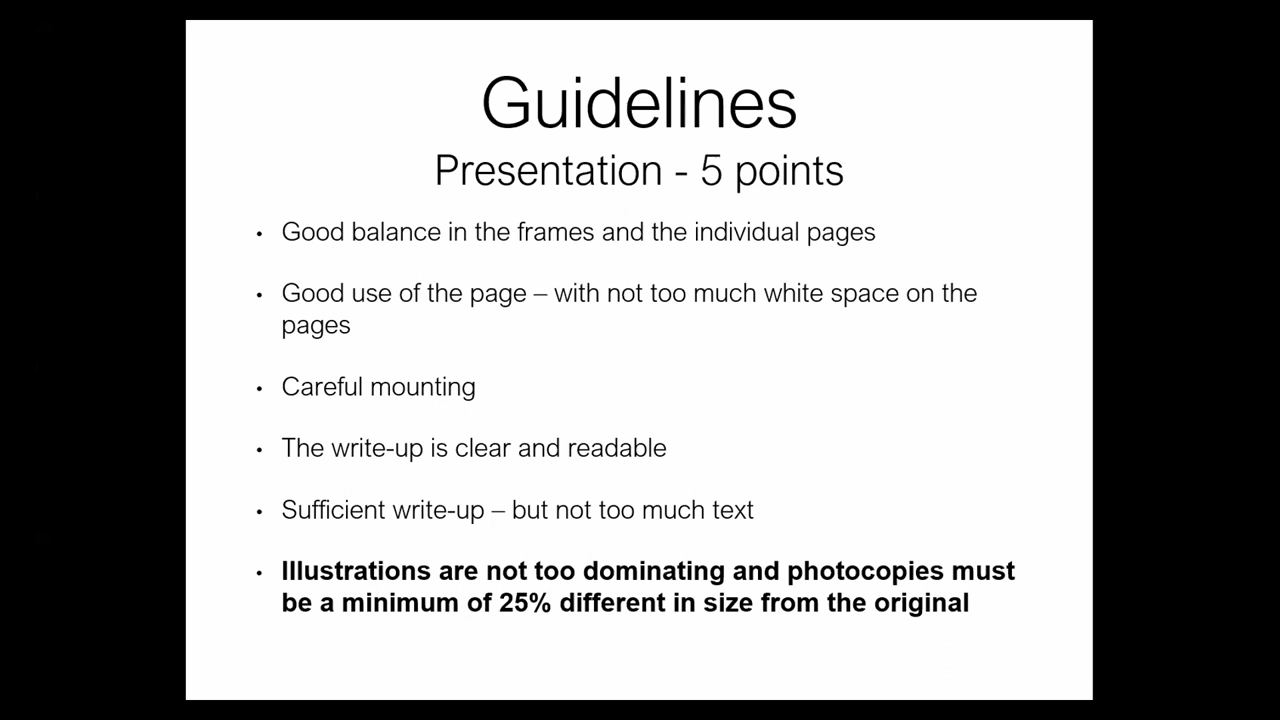 Guidelines
Presentation - 5 points
• Good balance in the frames and the individual pages
• Good use of the page – with not too much white space on the
pages
• Careful mounting
• The write-up is clear and readable
• Sufficient write-up – but not too much text
• Illustrations are not too dominating and photocopies must
be a minimum of 25% different in size from the original